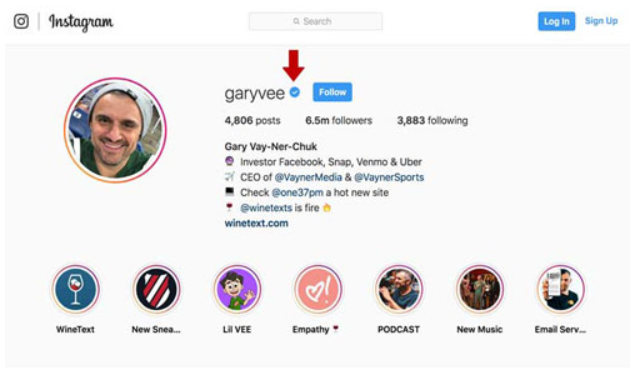 Instagram
Search
Log In
Sign Up
garyvee
Follow
4,806 posts 6.5m followers 3,883 following
Gary Vay-Ner-Chuk
🔮 Investor Facebook, Snap, Venmo & Uber
CEO of @VaynerMedia & @VaynerSports
💻 Check @one37pm a hot new site
🍷 @winetexts is fire 🔥
winetext.com
WineText New Snea... Lil VEE Empathy 🍷 PODCAST New Music Email Serv...